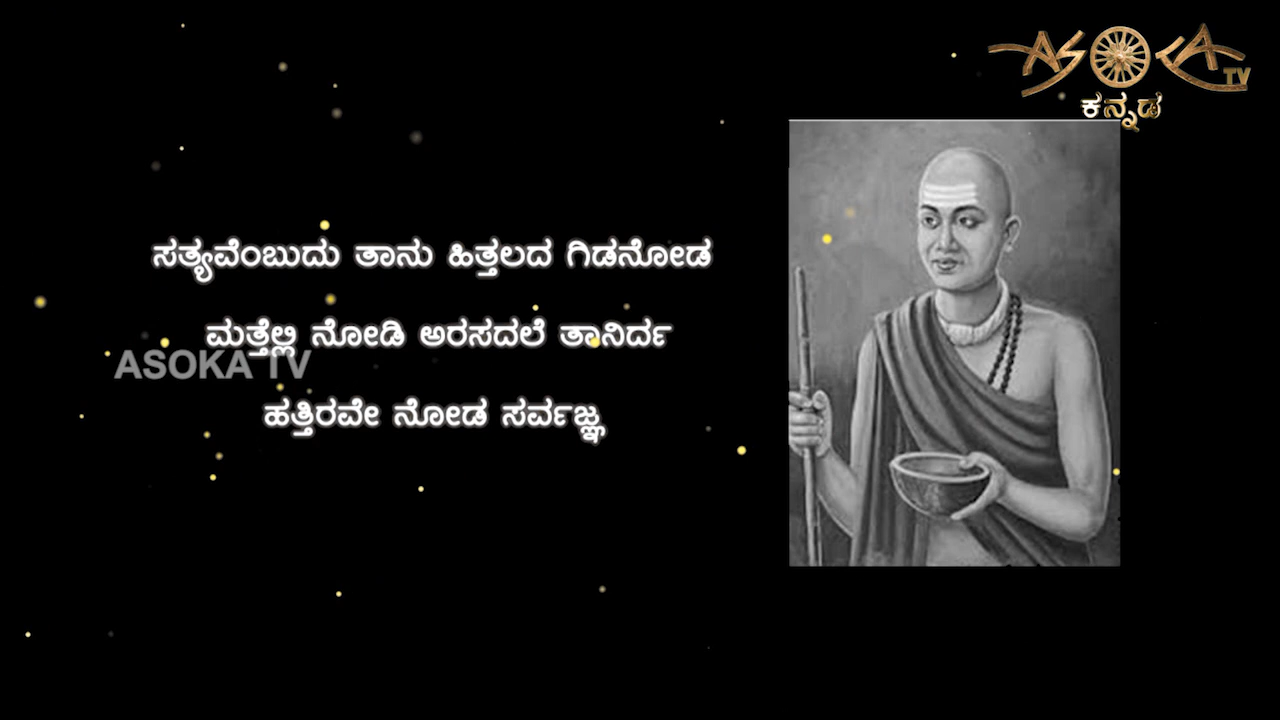 ASOKA TV
ಕನ್ನಡ
ಸತ್ಯವೆಂಬುದು ತಾನು ಹಿತ್ತಲದ ಗಿಡನೋಡ
ಮತ್ತೆಲ್ಲಿ ನೋಡಿ ಅರಸದಲೆ ತಾನಿರ್ದ
ASOKA TV
ಹತ್ತಿರವೇ ನೋಡ ಸರ್ವಜ್ಞ